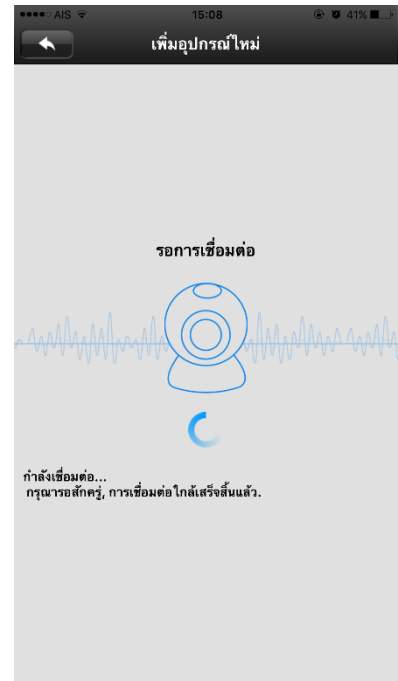 AIS 15:08 41%
เพิ่มอุปกรณ์ใหม่
รอการเชื่อมต่อ
กำลังเชื่อมต่อ...
กรุณารอสักครู่, การเชื่อมต่อใกล้เสร็จสิ้นแล้ว.